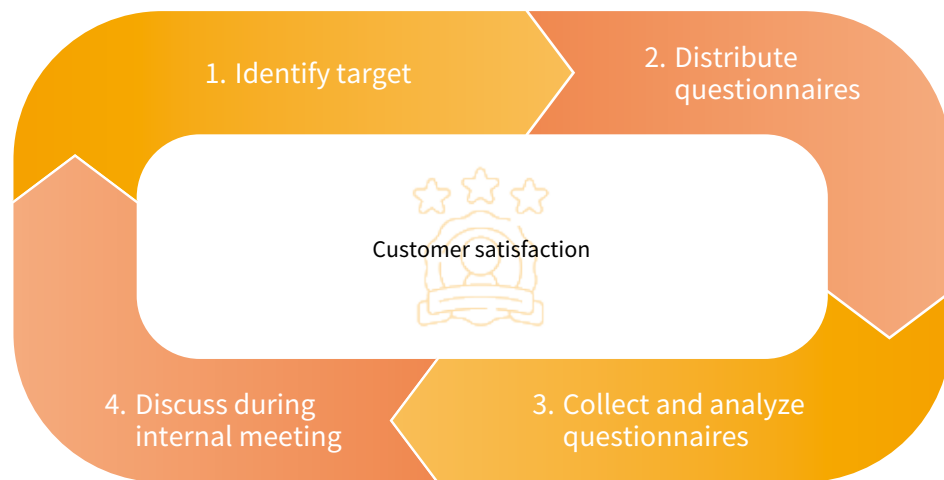 1. Identify target
2. Distribute
questionnaires
Customer satisfaction
4. Discuss during
internal meeting
3. Collect and analyze
questionnaires